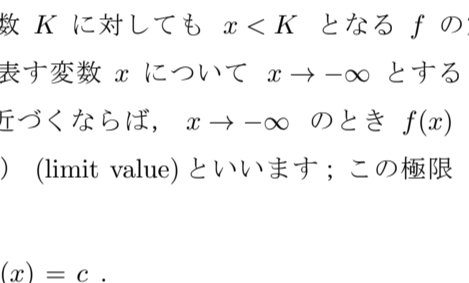 数 K に対しても x < K となる f の
表す変数 x について x → −∞ とする
近づくならば， x → −∞ のとき f(x)
） (limit value) といいます；この極限
(x) = c .